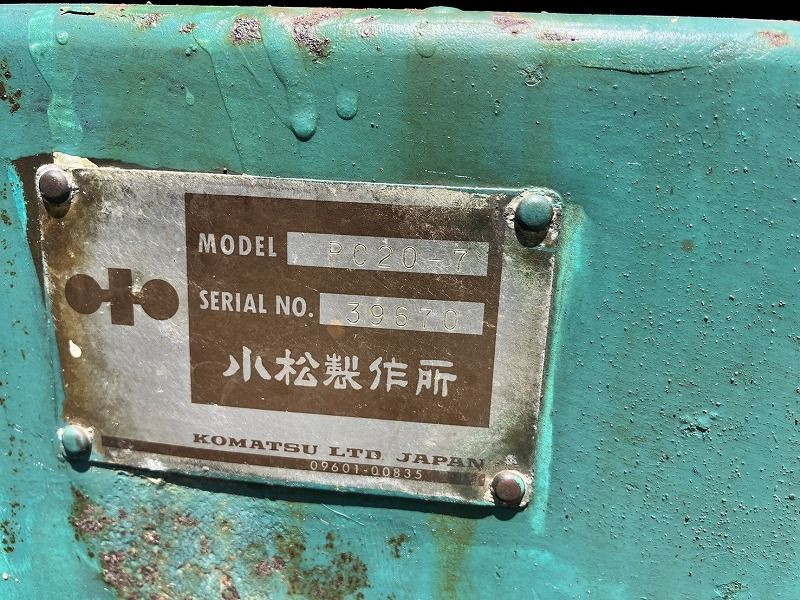 MODEL PC20-7
SERIAL NO. 39670
小松製作所
KOMATSU LTD JAPAN
09601-00835